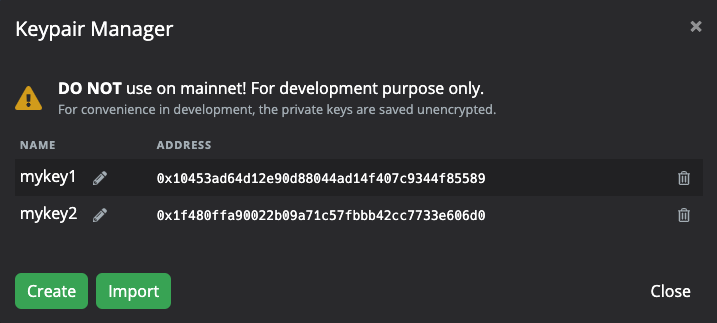 Keypair Manager
DO NOT use on mainnet! For development purpose only.
For convenience in development, the private keys are saved unencrypted.
NAME ADDRESS
mykey1 0x10453ad64d12e90d88044ad14f407c9344f85589
mykey2 0x1f480ffa90022b09a71c57fbbb42cc7733e606d0
Create Import Close